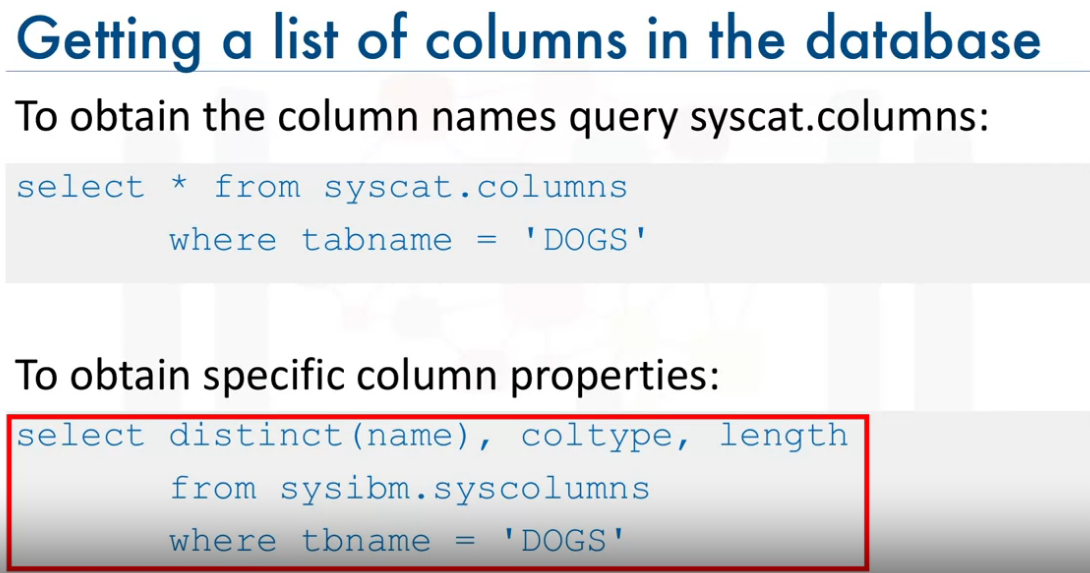 Getting a list of columns in the database
To obtain the column names query syscat.columns:
select * from syscat.columns
where tabname = 'DOGS'
To obtain specific column properties:
select distinct(name), coltype, length
from sysibm.syscolumns
where tbname = 'DOGS'